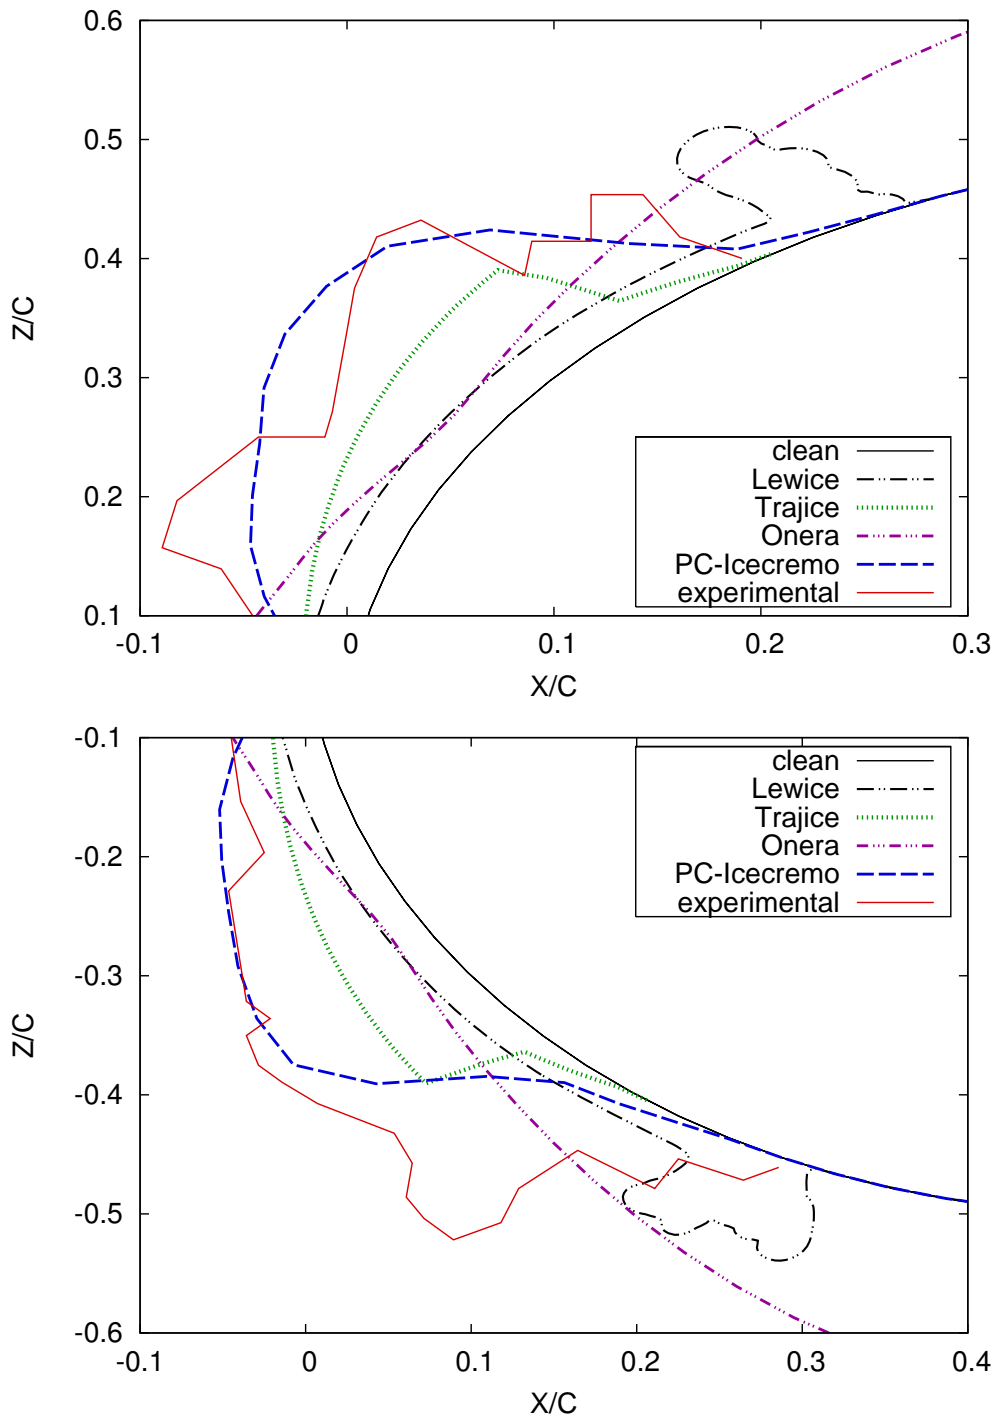 0.6
0.5
0.4
0.3
0.2
0.1
Z/C
-0.1
0
0.1
0.2
0.3
X/C
clean
Lewice
Trajice
Onera
PC-Icecremo
experimental
-0.1
-0.2
-0.3
-0.4
-0.5
-0.6
Z/C
-0.1
0
0.1
0.2
0.3
0.4
X/C
clean
Lewice
Trajice
Onera
PC-Icecremo
experimental